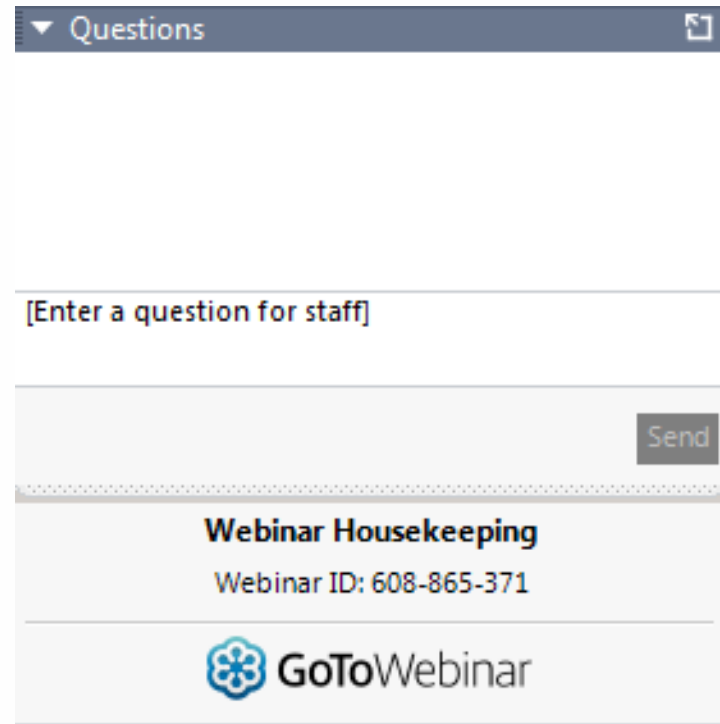 Questions
[Enter a question for staff]
Send
Webinar Housekeeping
Webinar ID: 608-865-371
GoToWebinar